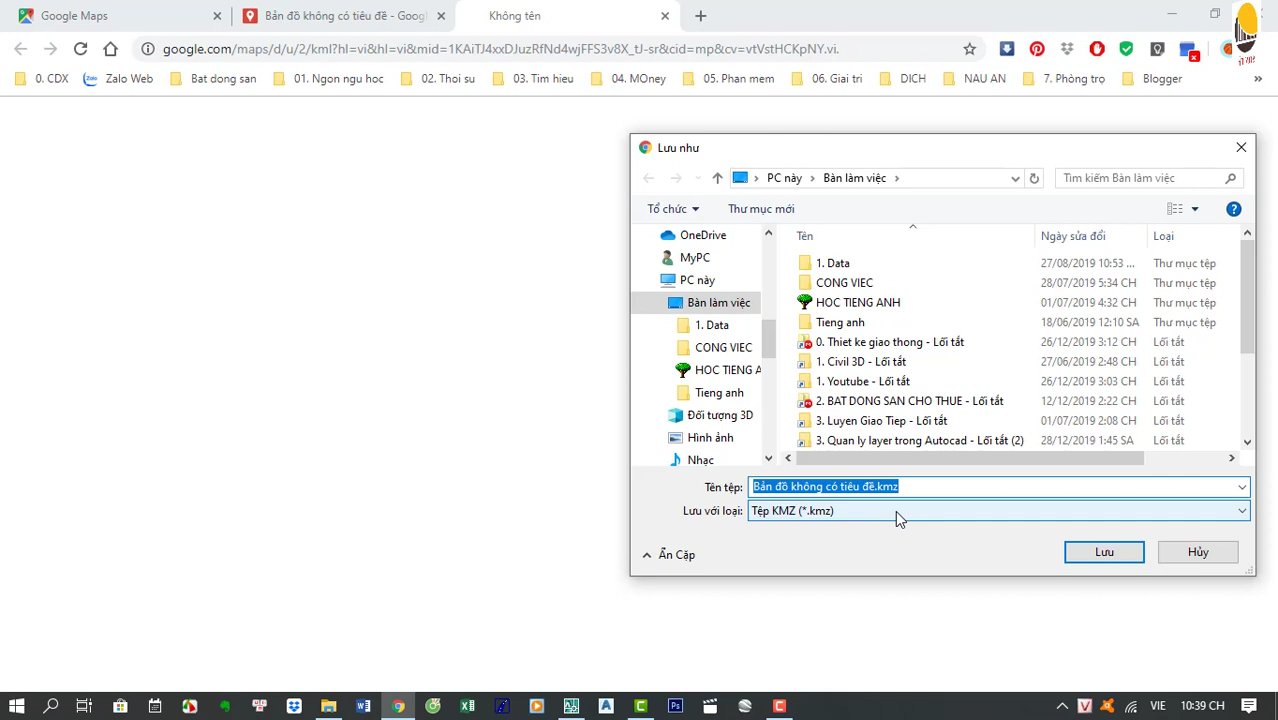 Google Maps
Bản đồ không có tiêu đề - Goog
Không tên
google.com/maps/d/u/2/kml?hl=vi&hl=vi&mid=1KAiTJ4xxDJuzRfNf4wjFFS3v8X_tJ-sr&cid=mp&cv=vtVstHCKpNY.vi.
0. CDX
Zalo Web
Bat dong san
01. Ngon ngu hoc
02. Thoi su
03. Tim hieu
04. MOney
05. Phan mem
06. Giai tri
DICH
NAU AN
7. Phòng trọ
Blogger
»
Lưu như
PC này › Bàn làm việc ›
Tìm kiếm Bàn làm việc
Tổ chức
Thư mục mới
OneDrive
MyPC
PC này
Bàn làm việc
1. Data
CONG VIEC
HOC TIENG A
Tieng anh
Đối tượng 3D
Hình ảnh
Nhạc
Tên Ngày sửa đổi Loại
1. Data 27/08/2019 10:53 ... Thư mục tệp
CONG VIEC 28/07/2019 5:34 CH Thư mục tệp
HOC TIENG ANH 01/07/2019 4:32 CH Thư mục tệp
Tieng anh 18/06/2019 12:10 SA Thư mục tệp
0. Thiet ke giao thong - Lối tắt 26/12/2019 3:12 CH Lối tắt
1. Civil 3D - Lối tắt 27/06/2019 2:48 CH Lối tắt
1. Youtube - Lối tắt 26/12/2019 3:03 CH Lối tắt
2. BAT DONG SAN CHO THUE - Lối tắt 12/12/2019 2:22 CH Lối tắt
3. Luyen Giao Tiep - Lối tắt 01/07/2019 2:08 CH Lối tắt
3. Quan ly layer trong Autocad - Lối tắt (2) 28/12/2019 1:45 SA Lối tắt
Tên tệp: Bản đồ không có tiêu đề.kmz
Lưu với loại: Tệp KMZ (*.kmz)
Ẩn Cặp
Lưu
Hủy
VIE
10:39 CH